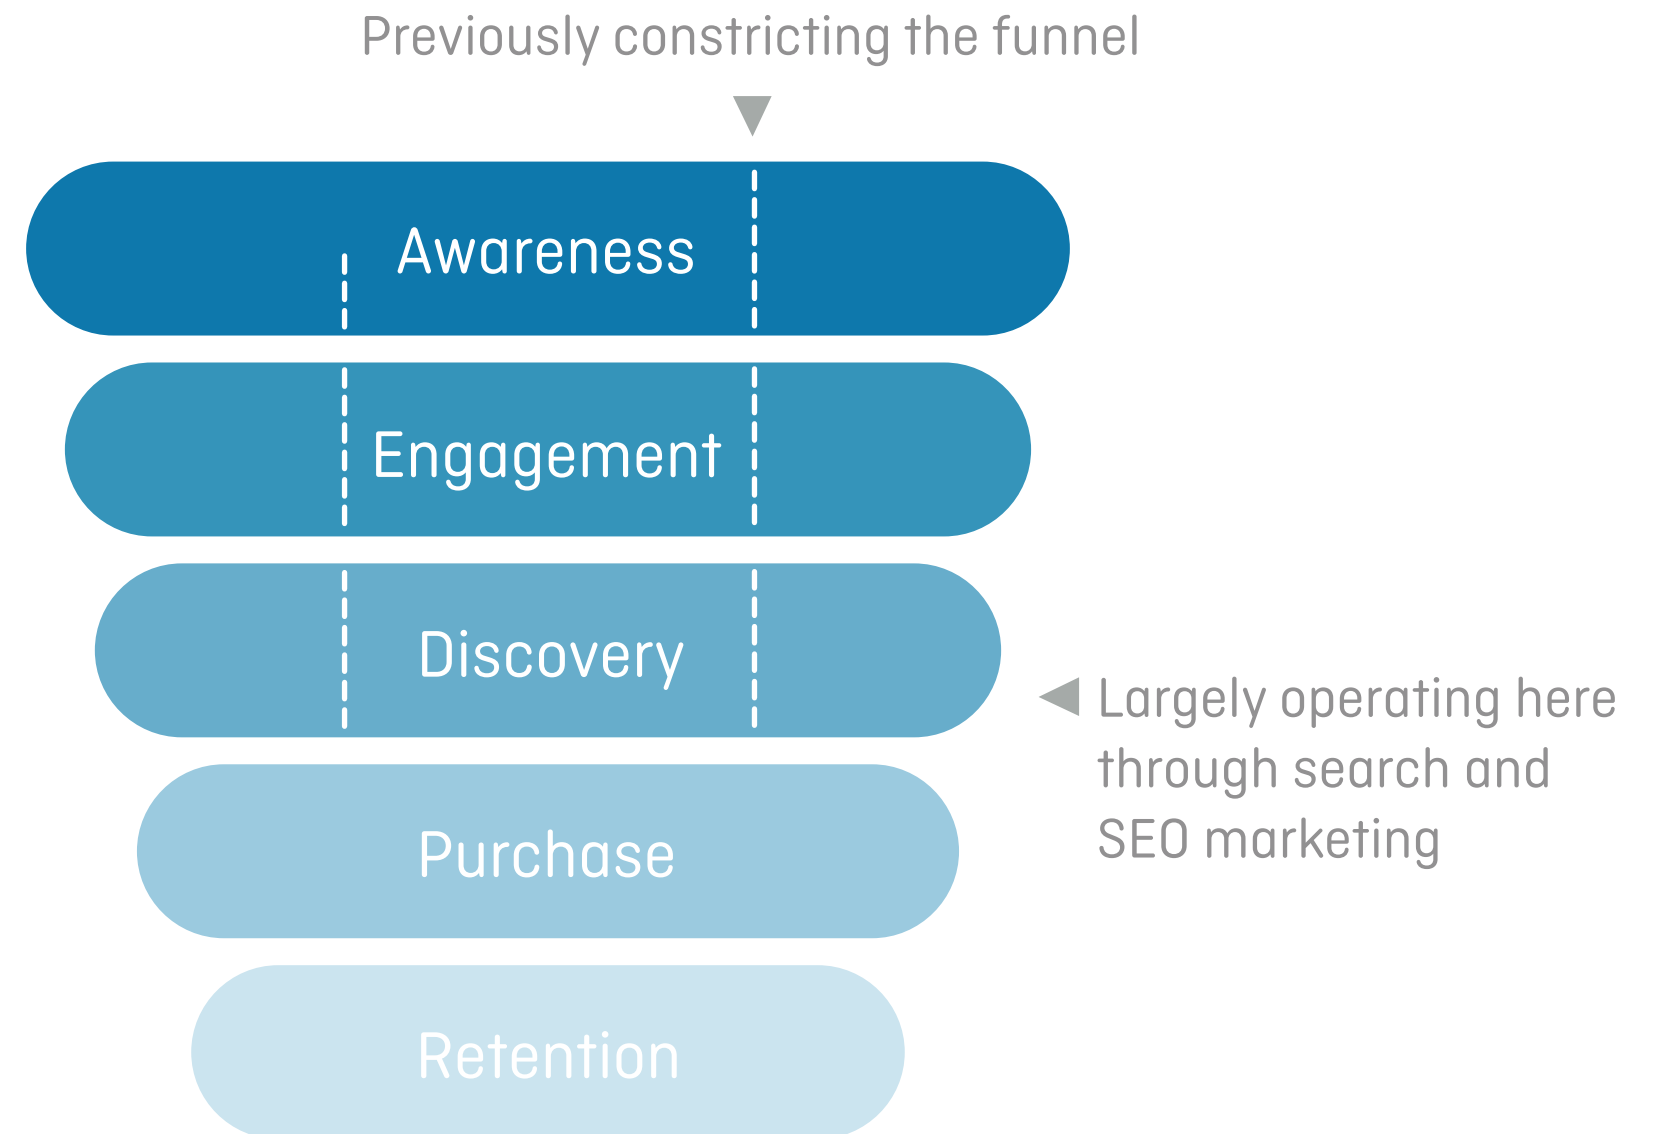 Previously constricting the funnel
Awareness
Engagement
Discovery
Largely operating here
through search and
SEO marketing
Purchase
Retention